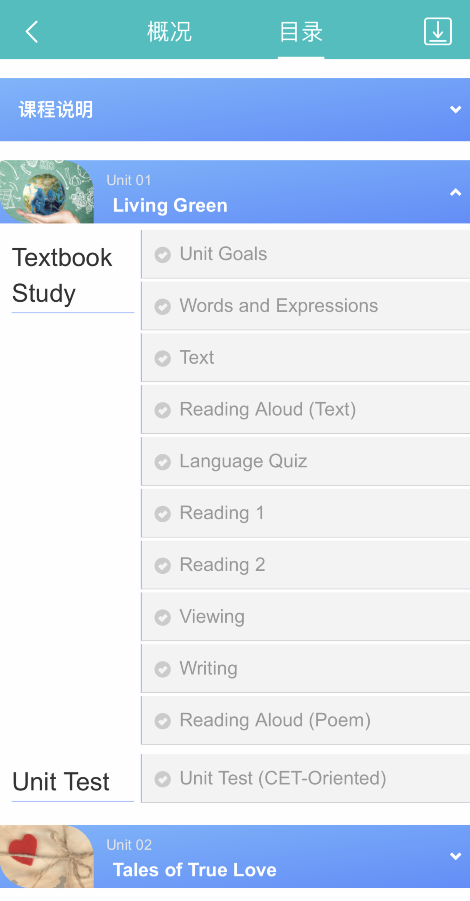 概况
目录
课程说明
Unit 01
Living Green
Textbook
Study
Unit Goals
Words and Expressions
Text
Reading Aloud (Text)
Language Quiz
Reading 1
Reading 2
Viewing
Writing
Reading Aloud (Poem)
Unit Test
Unit Test (CET-Oriented)
Unit 02
Tales of True Love